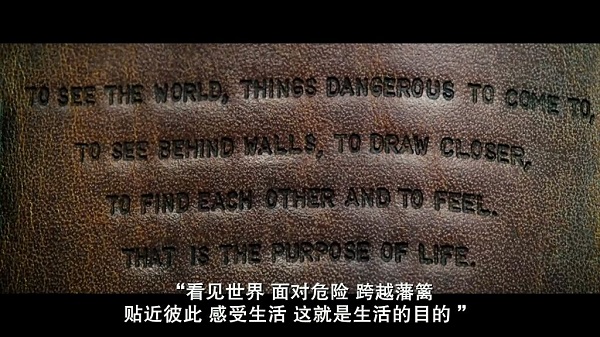 TO SEE THE WORLD, THINGS DANGEROUS TO COME TO,
TO SEE BEHIND WALLS, TO DRAW CLOSER,
TO FIND EACH OTHER AND TO FEEL.
THAT IS THE PURPOSE OF LIFE.
“看见世界 面对危险 跨越藩篱
贴近彼此 感受生活 这就是生活的目的 ”